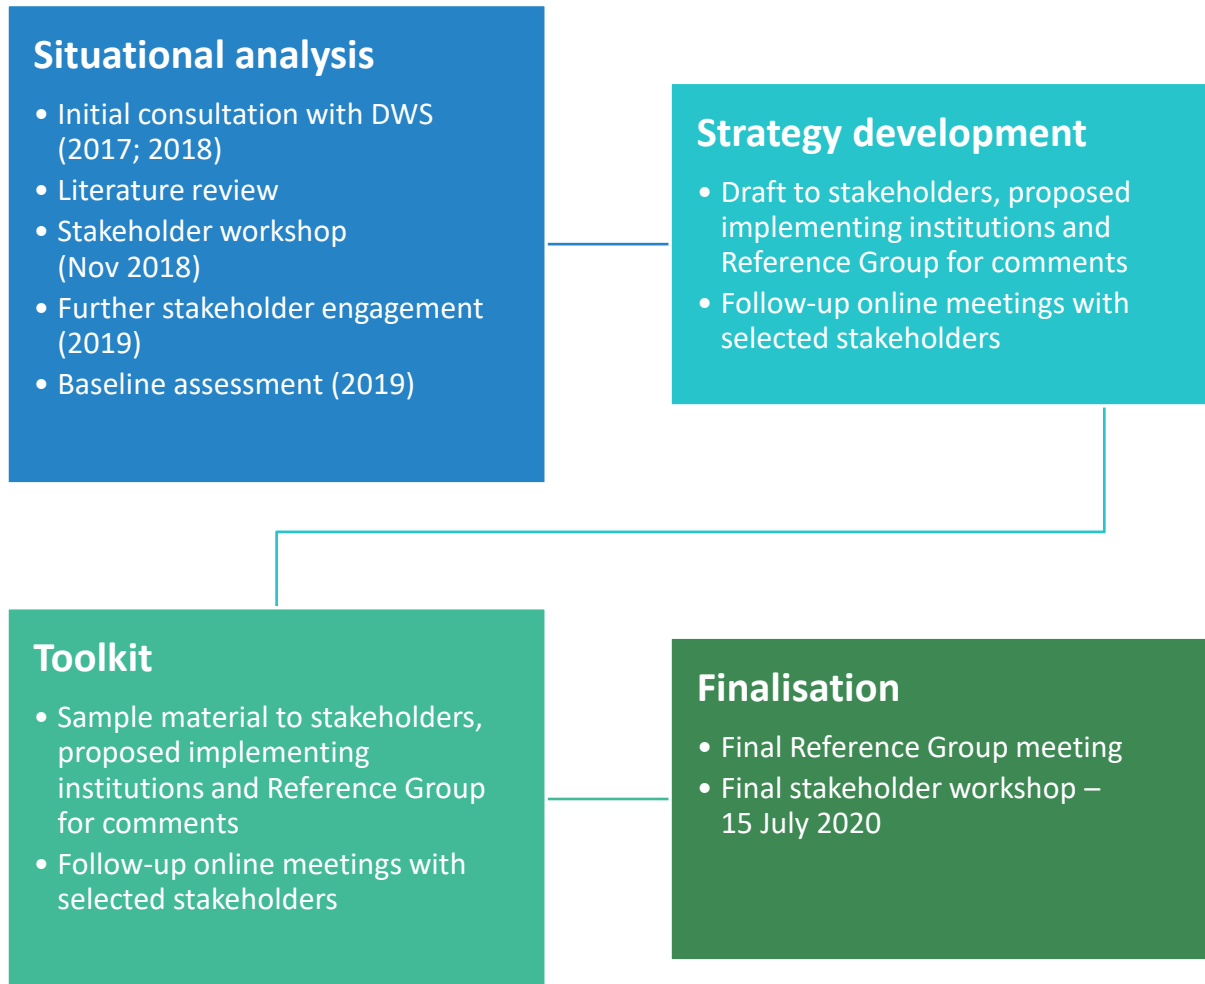 Situational analysis
• Initial consultation with DWS
(2017; 2018)
• Literature review
• Stakeholder workshop
(Nov 2018)
• Further stakeholder engagement
(2019)
• Baseline assessment (2019)
Strategy development
• Draft to stakeholders, proposed
implementing institutions and
Reference Group for comments
• Follow-up online meetings with
selected stakeholders
Toolkit
• Sample material to stakeholders,
proposed implementing
institutions and Reference Group
for comments
• Follow-up online meetings with
selected stakeholders
Finalisation
• Final Reference Group meeting
• Final stakeholder workshop –
15 July 2020